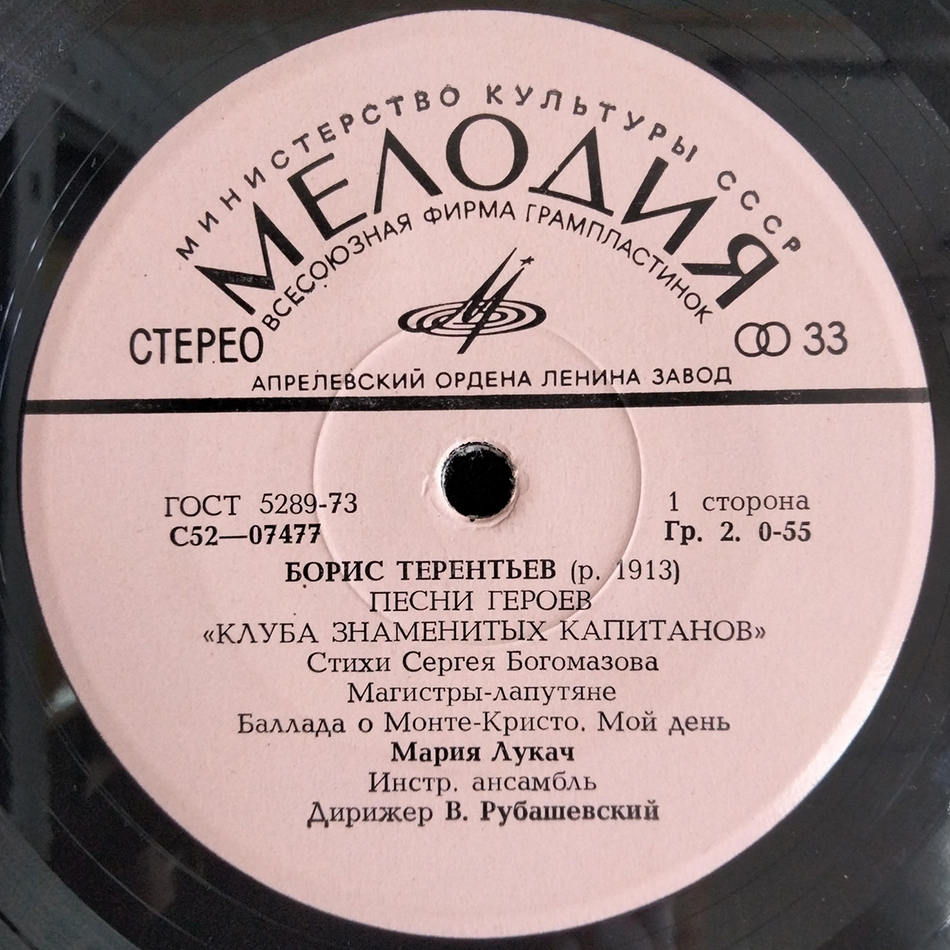 МИНИСТЕРСТВО КУЛЬТУРЫ СССР
МЕЛОДИЯ
ВСЕСОЮЗНАЯ ФИРМА ГРАМПЛАСТИНОК
СТЕРЕО
33
АПРЕЛЕВСКИЙ ОРДЕНА ЛЕНИНА ЗАВОД
ГОСТ 5289-73
1 сторона
С52—07477
Гр. 2. 0-55
БОРИС ТЕРЕНТЬЕВ (р. 1913)
ПЕСНИ ГЕРОЕВ
«КЛУБА ЗНАМЕНИТЫХ КАПИТАНОВ»
Стихи Сергея Богомазова
Магистры-лапутяне
Баллада о Монте-Кристо. Мой день
Мария Лукач
Инстр. ансамбль
Дирижер В. Рубашевский